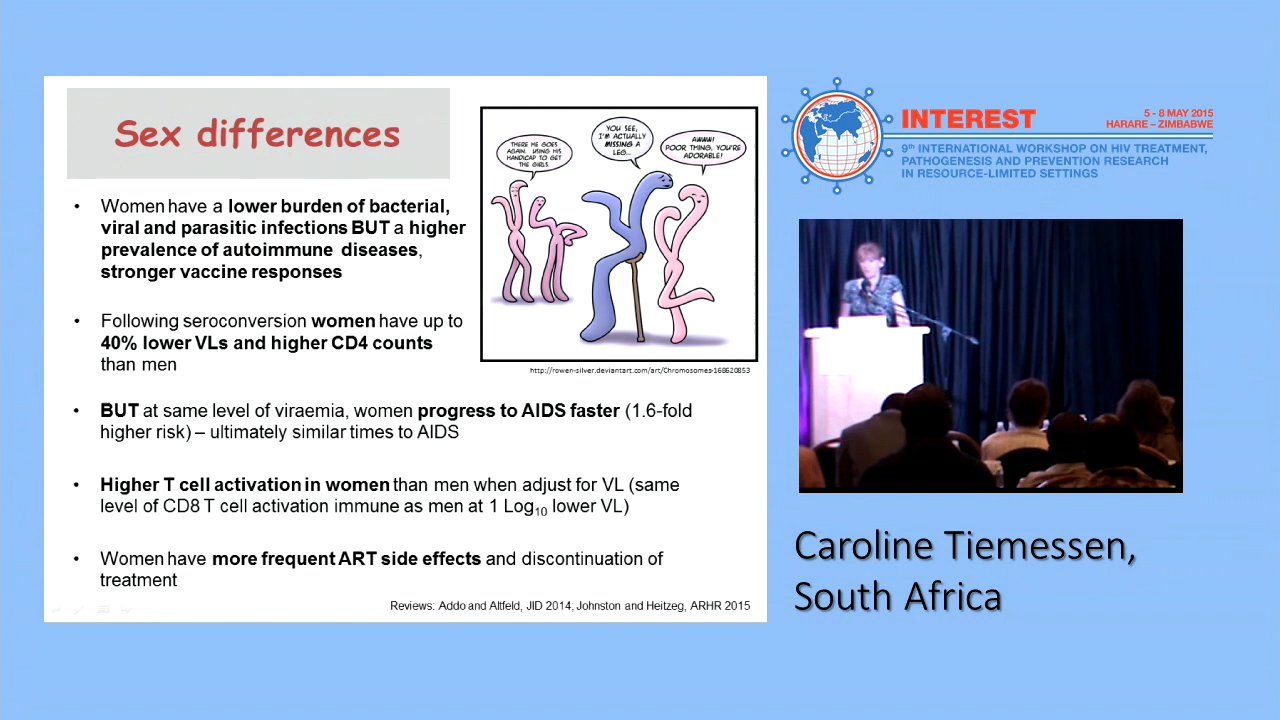 Sex differences
• Women have a lower burden of bacterial,
viral and parasitic infections BUT a higher
prevalence of autoimmune diseases,
stronger vaccine responses
• Following seroconversion women have up to
40% lower VLs and higher CD4 counts
than men
• BUT at same level of viraemia, women progress to AIDS faster (1.6-fold
higher risk) – ultimately similar times to AIDS
• Higher T cell activation in women than men when adjust for VL (same
level of CD8 T cell activation immune as men at 1 Log10 lower VL)
• Women have more frequent ART side effects and discontinuation of
treatment
Reviews: Addo and Altfeld, JID 2014; Johnston and Heitzeg, ARHR 2015
THERE HE GOES
AGAIN. USING HIS
HANDICAP TO GET
THE GIRLS.
YOU SEE,
I'M ACTUALLY
MISSING A
LEG...
AWWW!
POOR THING, YOU'RE
ADORABLE!
http://rowen-silver.deviantart.com/art/Chromosomes-168620853
INTEREST
5 - 8 MAY 2015
HARARE – ZIMBABWE
9th INTERNATIONAL WORKSHOP ON HIV TREATMENT,
PATHOGENESIS AND PREVENTION RESEARCH
IN RESOURCE-LIMITED SETTINGS
Caroline Tiemessen,
South Africa